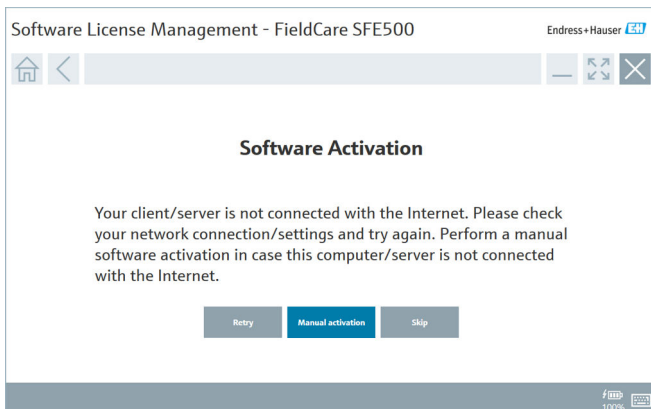 Software License Management - FieldCare SFE500
Endress+Hauser EH
Software Activation
Your client/server is not connected with the Internet. Please check
your network connection/settings and try again. Perform a manual
software activation in case this computer/server is not connected
with the Internet.
Retry Manual activation Skip
100%